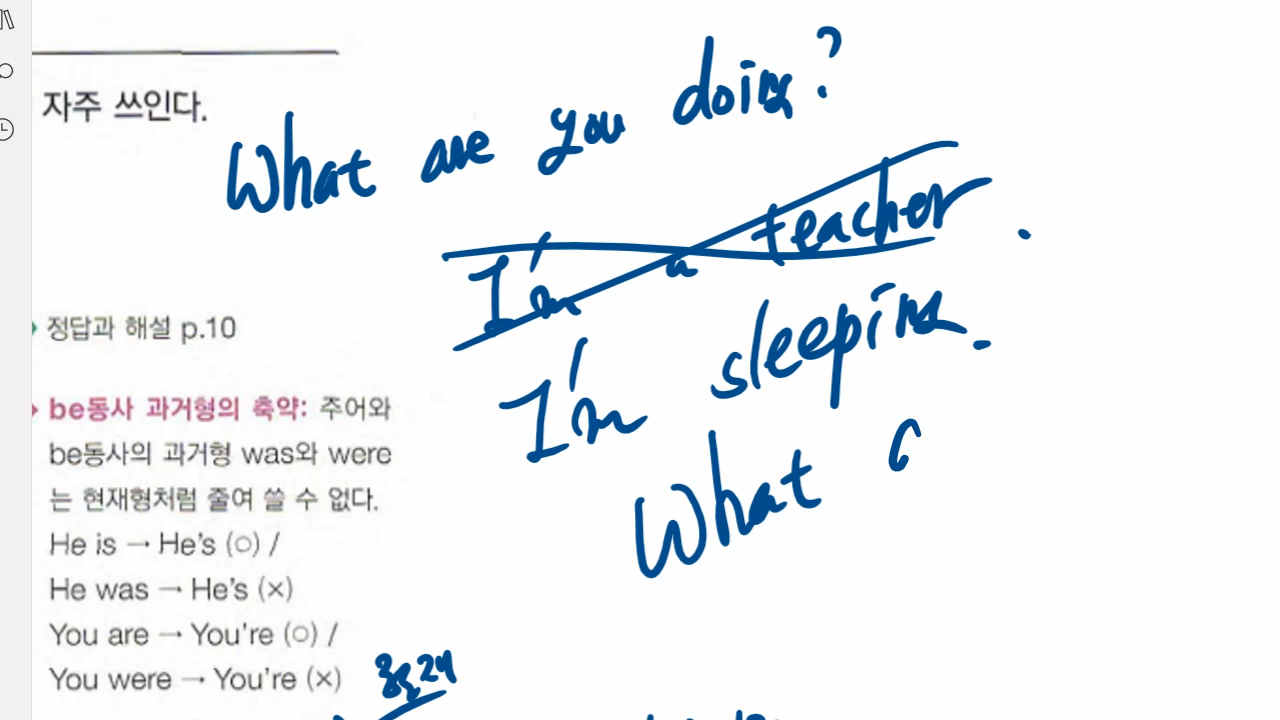 자주 쓰인다.
What are you doing?
I'm a teacher.
I'm sleeping.
What
정답과 해설 p.10
be동사 과거형의 축약: 주어와
be동사의 과거형 was와 were
는 현재형처럼 줄여 쓸 수 없다.
He is → He's (○) /
He was → He's (×)
You are → You're (○) /
You were → You're (×)